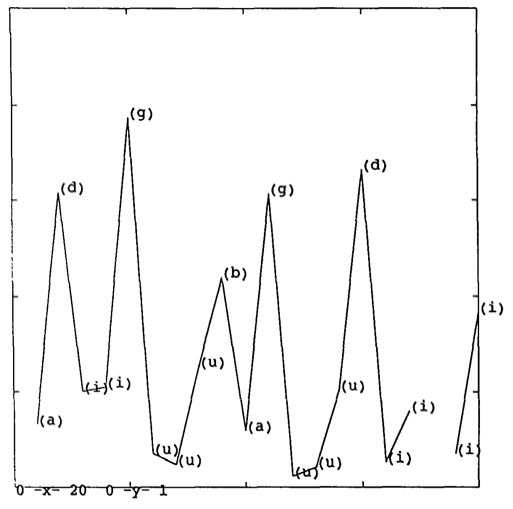 (g)
(d)
(d)
(g)
(b)
(i)
(u)
(i) (i)
(u)
(i)
(a)
(a)
(u)
(i)
(u)
(u)
(i)
(u)
0 -x- 20 0 -y- 1